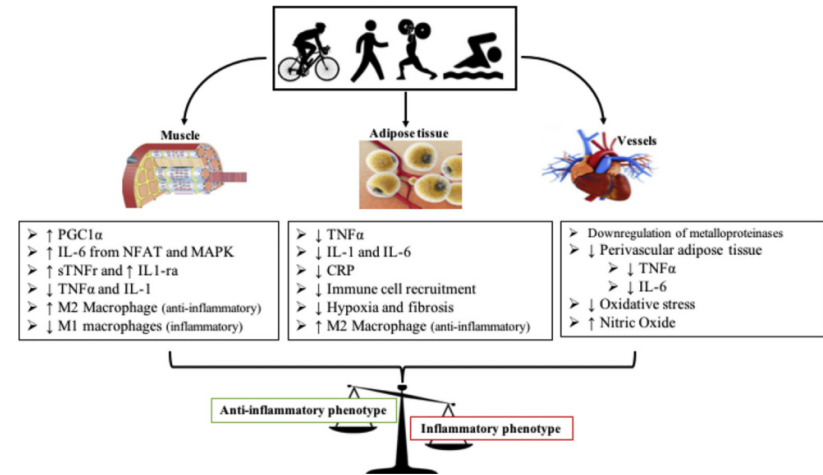 Muscle
Adipose tissue
Vessels
➢ ↑ PGC1α
➢ ↑ IL-6 from NFAT and MAPK
➢ ↑ sTNFr and ↑ IL1-ra
➢ ↓ TNFα and IL-1
➢ ↑ M2 Macrophage (anti-inflammatory)
➢ ↓ M1 macrophages (inflammatory)
➢ ↓ TNFα
➢ ↓ IL-1 and IL-6
➢ ↓ CRP
➢ ↓ Immune cell recruitment
➢ ↓ Hypoxia and fibrosis
➢ ↑ M2 Macrophage (anti-inflammatory)
➢ Downregulation of metalloproteinases
➢ ↓ Perivascular adipose tissue
➢ ↓ TNFα
➢ ↓ IL-6
➢ ↓ Oxidative stress
➢ ↑ Nitric Oxide
Anti-inflammatory phenotype
Inflammatory phenotype